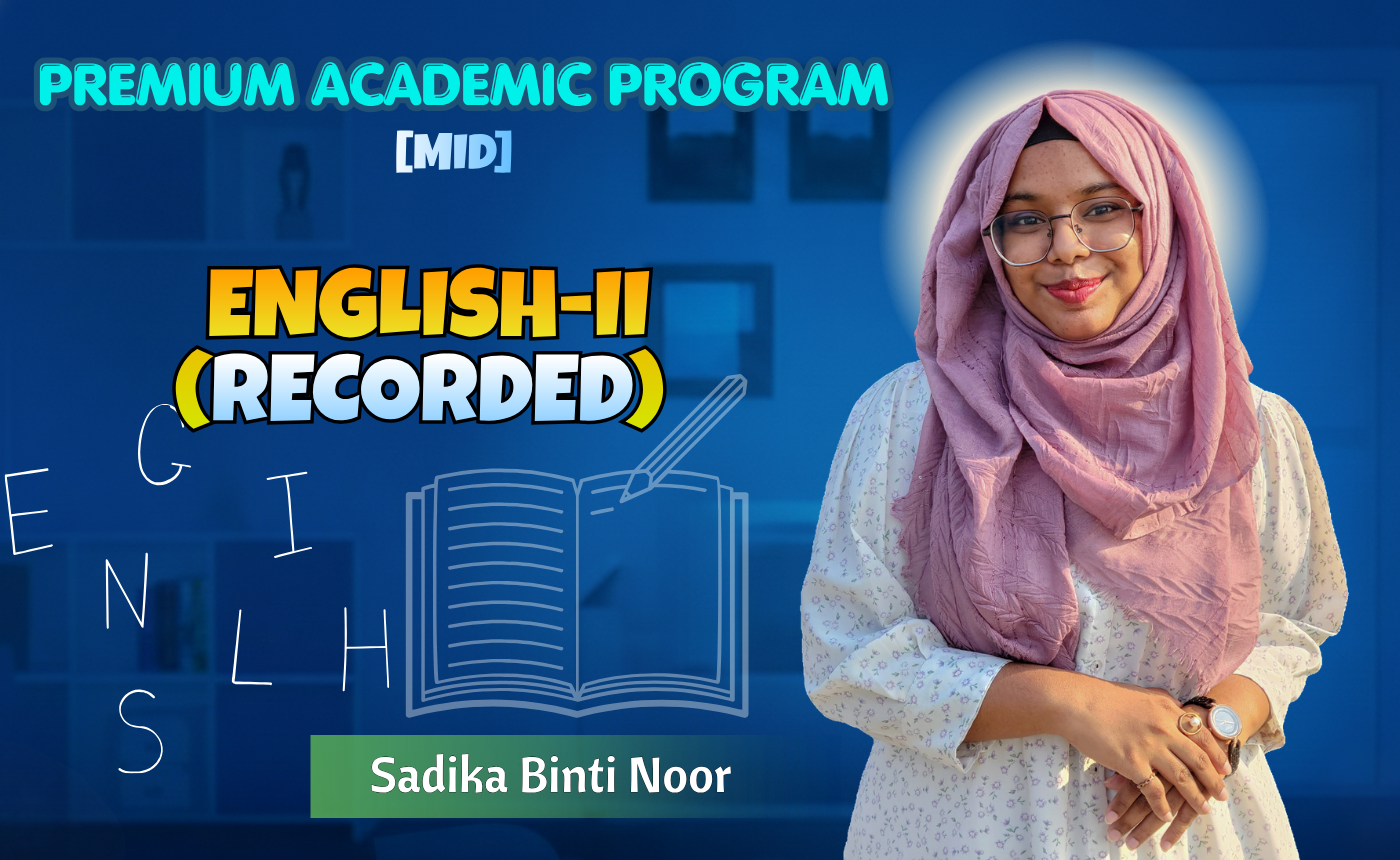 PREMIUM ACADEMIC PROGRAM
[MID]
ENGLISH-II
(RECORDED)
G
E
I
N
L
H
S
Sadika Binti Noor